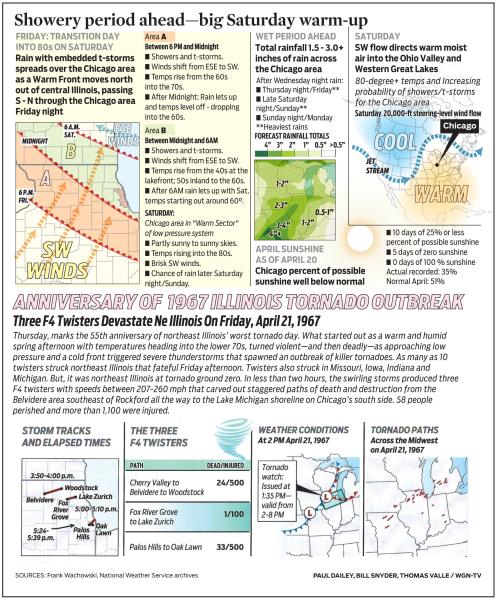 Showery period ahead—big Saturday warm-up
FRIDAY: TRANSITION DAY
INTO 80s ON SATURDAY
Rain with embedded t-storms
spreads over the Chicago area
as a Warm Front moves north
out of central Illinois, passing
S - N through the Chicago area
Friday night
6 A.M.
SAT.
ESE
WINDS
MIDNIGHT
B
A
6 P.M.
FRI.
SW
WINDS
Area A
Between 6 PM and Midnight
■ Showers and t-storms.
■ Winds shift from ESE to SW.
■ Temps rise from the 60s
into the 70s.
■ After Midnight: Rain lets up
and temps level off - dropping
into the 60s.
Area B
Between Midnight and 6AM
■ Showers and t-storms.
■ Winds shift from ESE to SW.
■ Temps rise from the 40s at the
lakefront; 50s inland to the 60s.
■ After 6AM rain lets up with Sat.
temps starting out around 60º.
SATURDAY:
Chicago area in "Warm Sector"
of low pressure system
■ Partly sunny to sunny skies.
■ Temps rising into the 80s.
■ Brisk SW winds.
■ Chance of rain later Saturday
night/Sunday.
WET PERIOD AHEAD
Total rainfall 1.5 - 3.0+
inches of rain across
the Chicago area
After Wednesday night rain:
■ Thursday night/Friday**
■ Late Saturday
night/Sunday**
■ Sunday night/Monday
**Heaviest rains
FORECAST RAINFALL TOTALS
4" 3" 2" 1" .50" >0.5"
1-2"
2-3"
0.5-1"
1-2"
3-4"
4"+
APRIL SUNSHINE
AS OF APRIL 20
Chicago percent of possible
sunshine well below normal
SATURDAY
SW flow directs warm moist
air into the Ohio Valley and
Western Great Lakes
80-degree+ temps and Increasing
probability of showers/t-storms
for the Chicago area
Saturday 20,000-ft steering-level wind flow
COOL
Chicago
JET
STREAM
WARM
■ 10 days of 25% or less
percent of possible sunshine
■ 5 days of zero sunshine
■ 0 days of 100 % sunshine
Actual recorded: 35%
Normal April: 51%
ANNIVERSARY OF 1967 ILLINOIS TORNADO OUTBREAK
Three F4 Twisters Devastate Ne Illinois On Friday, April 21, 1967
Thursday, marks the 55th anniversary of northeast Illinois' worst tornado day. What started out as a warm and humid
spring afternoon with temperatures heading into the lower 70s, turned violent—and then deadly—as approaching low
pressure and a cold front triggered severe thunderstorms that spawned an outbreak of killer tornadoes. As many as 10
twisters struck northeast Illinois that fateful Friday afternoon. Twisters also struck in Missouri, Iowa, Indiana and
Michigan. But, it was northeast Illinois at tornado ground zero. In less than two hours, the swirling storms produced three
F4 twisters with speeds between 207-260 mph that carved out staggered paths of death and destruction from the
Belvidere area southeast of Rockford all the way to the Lake Michigan shoreline on Chicago's south side. 58 people
perished and more than 1,100 were injured.
STORM TRACKS
AND ELAPSED TIMES
3:50-4:00 p.m.
Woodstock
Belvidere
Lake Zurich
Fox
River
Grove
5:00-5:10 p.m.
5:24-
5:39 p.m.
Palos
Hills
Oak
Lawn
THE THREE
F4 TWISTERS
PATH DEAD/INJURED
Cherry Valley to
Belvidere to Woodstock
24/500
Fox River Grove
to Lake Zurich
1/100
Palos Hills to Oak Lawn 33/500
WEATHER CONDITIONS
At 2 PM April 21, 1967
Tornado
watch:
Issued at
1:35 PM—
valid from
2-8 PM
L
L
TORNADO PATHS
Across the Midwest
on April 21, 1967
SOURCES: Frank Wachowski, National Weather Service archives
PAUL DAILEY, BILL SNYDER, THOMAS VALLE / WGN-TV